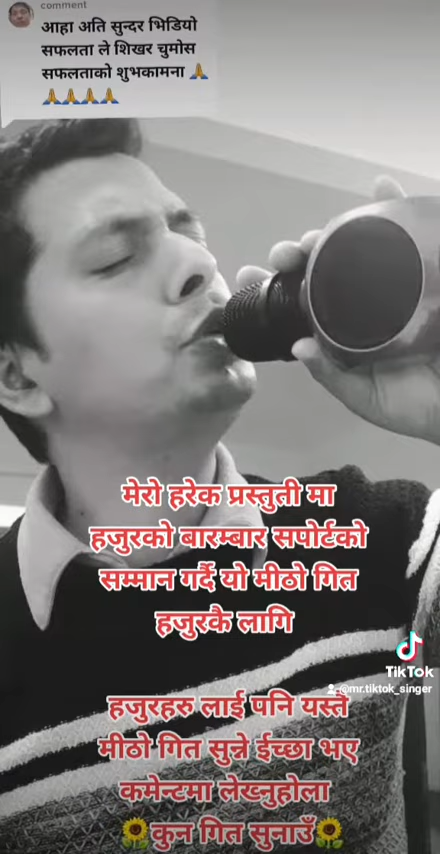 comment
आहा अति सुन्दर भिडियो
सफलता ले शिखर चुमोस
सफलताको शुभकामना 🙏
🙏🙏🙏🙏
मेरो हरेक प्रस्तुती मा
हजुरको बारम्बार सपोर्टको
सम्मान गर्दै यो मीठो गित
हजुरकै लागि
TikTok
@mr.tiktok_singer
हजुरहरु लाई पनि यस्तै
मीठो गित सुन्ने ईच्छा भए
कमेन्टमा लेख्नुहोला
🌻कुन गित सुनाउँ🌻